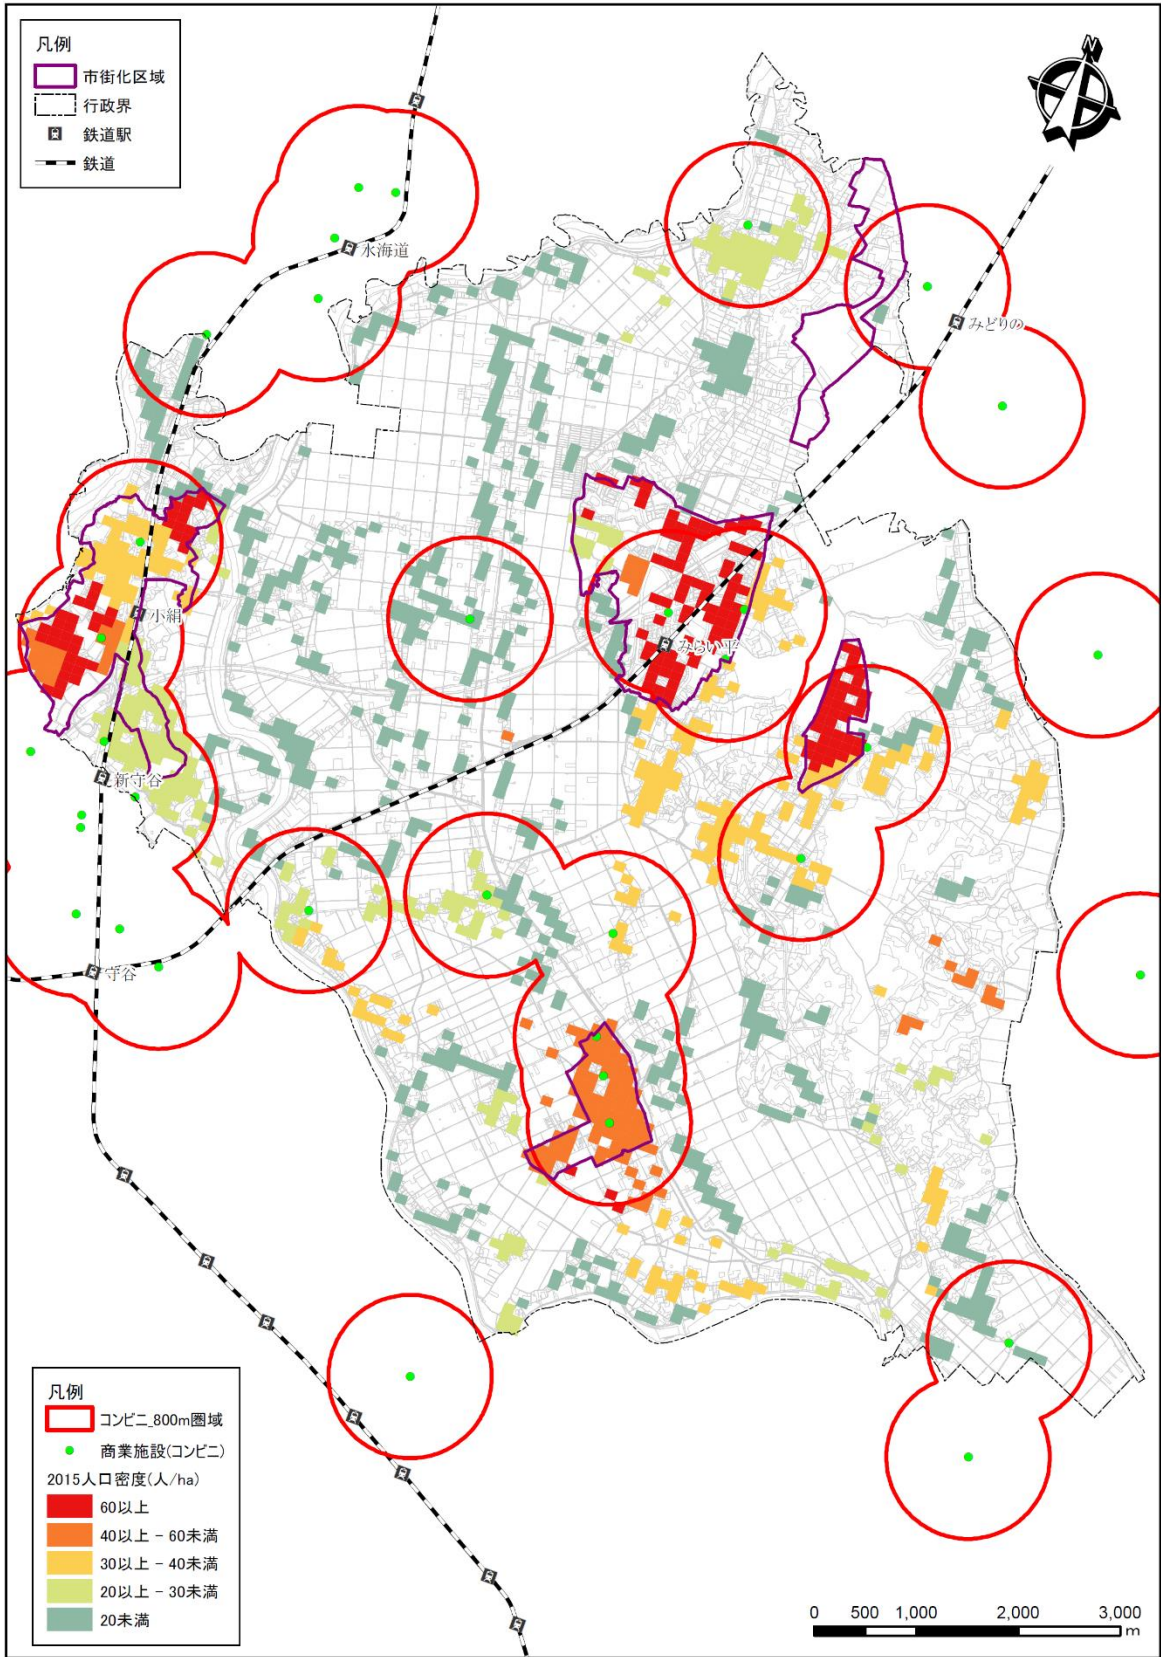 凡例
市街化区域
行政界
鉄道駅
鉄道
N
水海道
みどりの
小絹
みらい平
新守谷
守谷
凡例
コンビニ_800m圏域
商業施設(コンビニ)
2015人口密度(人/ha)
60以上
40以上 - 60未満
30以上 - 40未満
20以上 - 30未満
20未満
0 500 1,000 2,000 3,000
m